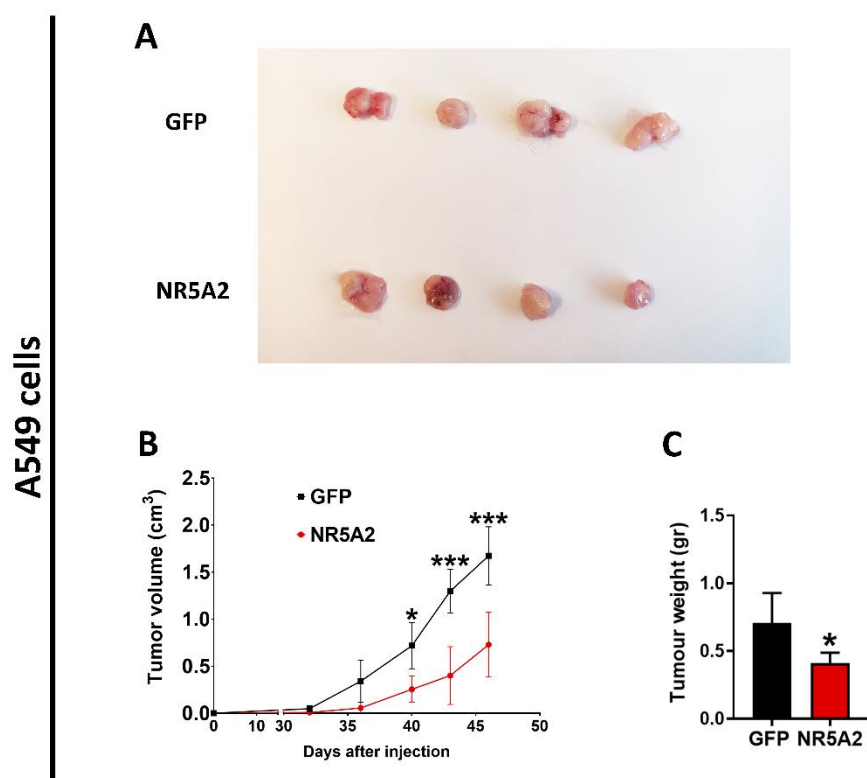 A549 cells
A
GFP
NR5A2
B
Tumor volume (cm³)
2.5
2.0
1.5
1.0
0.5
0.0
GFP
NR5A2
*
***
***
0 10 30 35 40 45 50
Days after injection
C
Tumour weight (gr)
1.5
1.0
0.5
0.0
*
GFP NR5A2